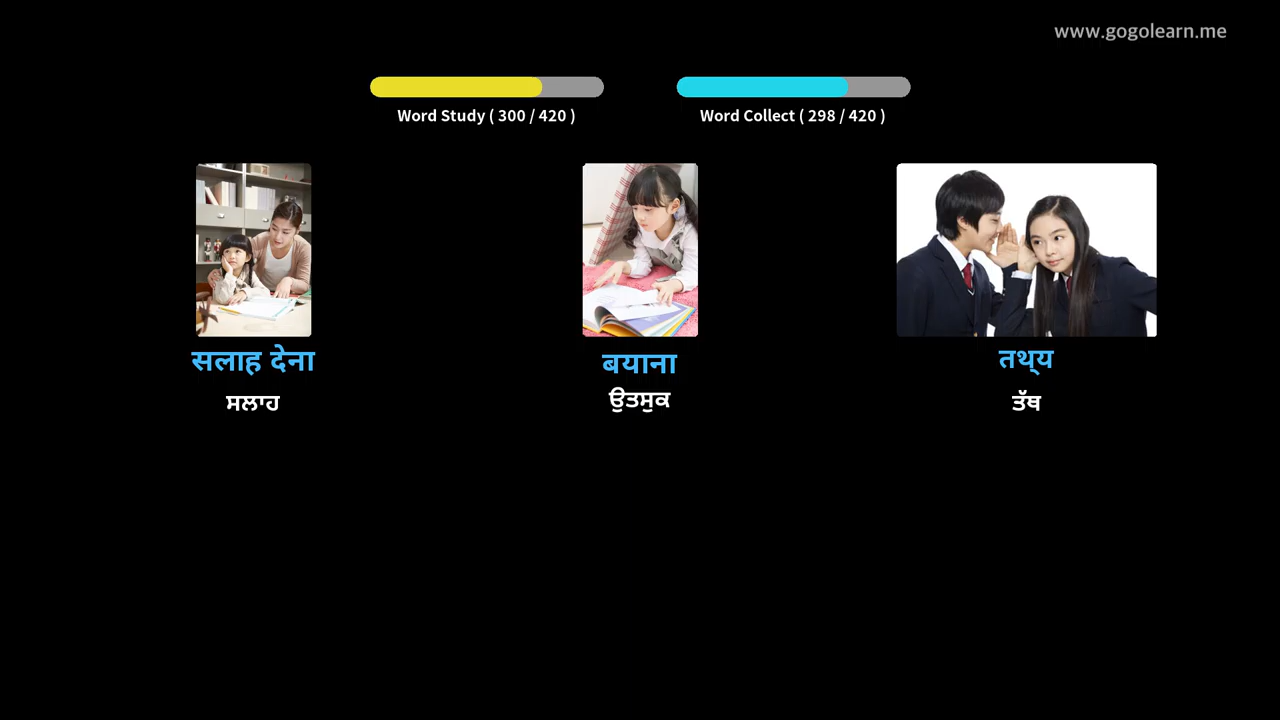 www.gogolearn.me
Word Study ( 300 / 420 )
Word Collect ( 298 / 420 )
सलाह देना
बयाना
तथ्‌य
ਸਲਾਹ
ਉਤਸੁਕ
ਤੱਥ